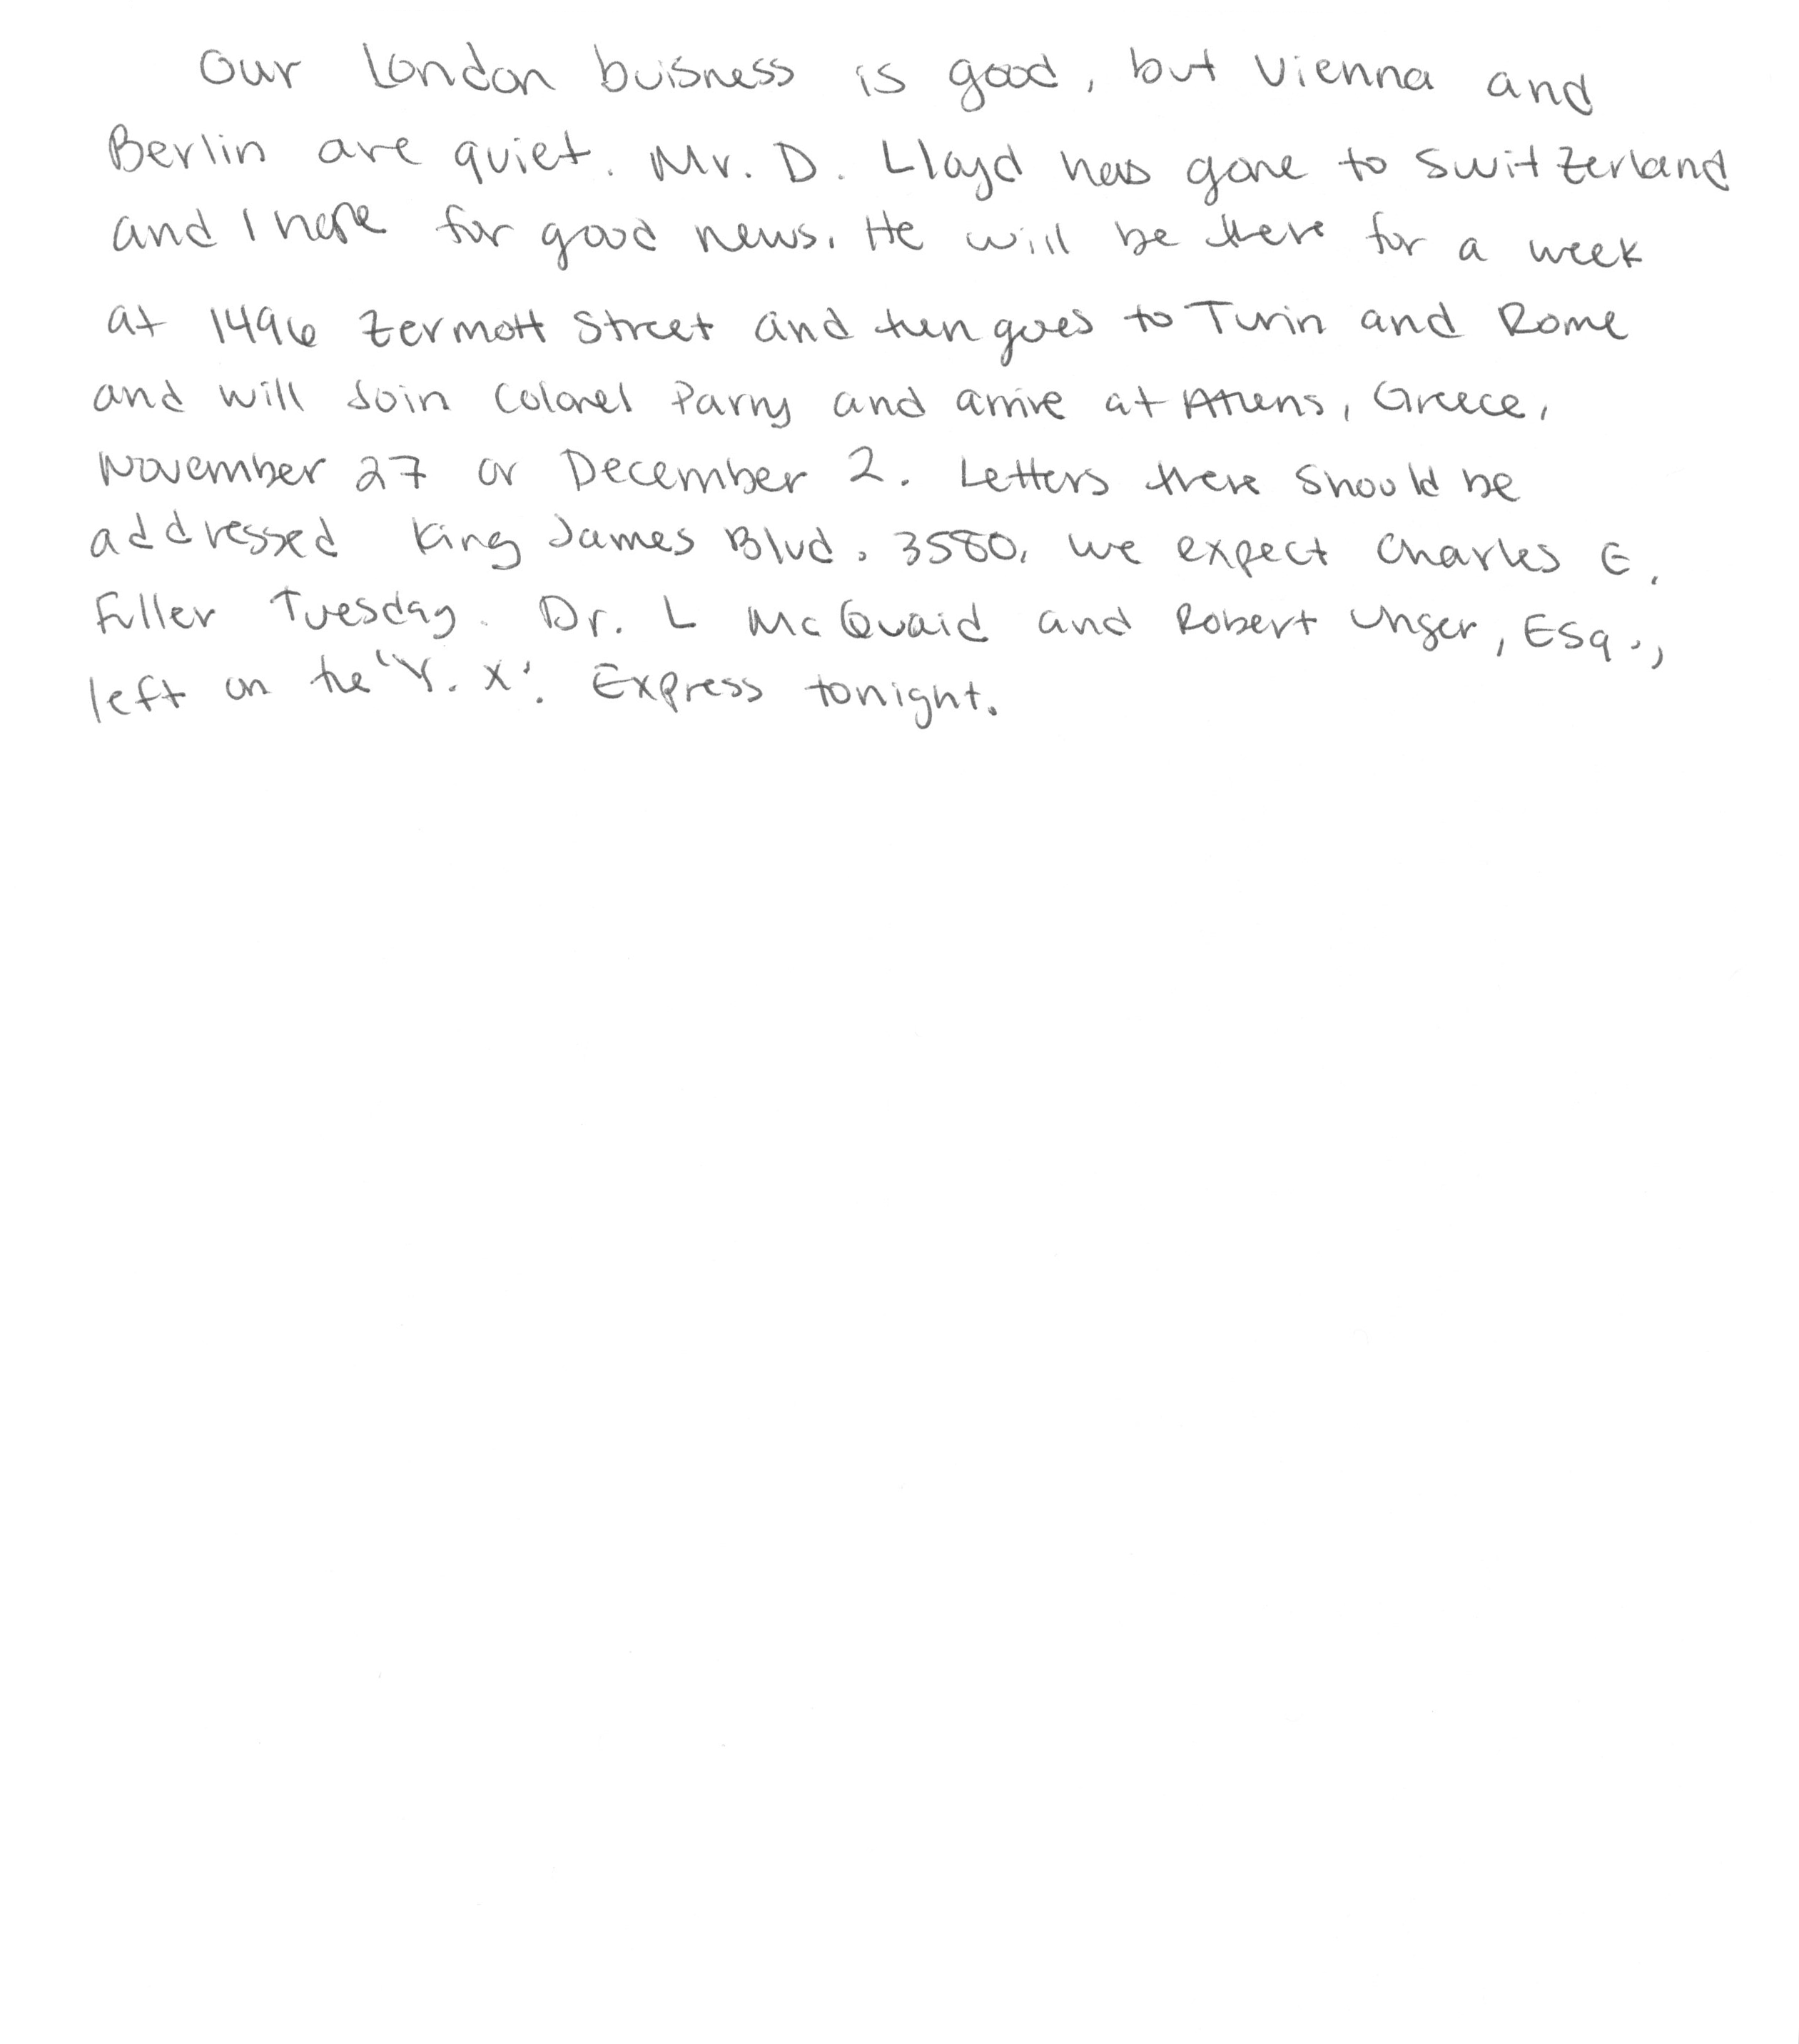 Our London buisness is good, but Vienna and
Berlin are quiet. Mr. D. Lloyd has gone to Switzerland
and I hope for good news. He will be there for a week
at 1496 Zermott Street and then goes to Turin and Rome
and will Join Colonel Parry and arrive at Athens, Greece,
November 27 or December 2. Letters there Should be
addressed King James Blvd. 3580. We expect Charles E.
Fuller Tuesday. Dr. L McQuaid and Robert Unger, Esq.,
left on the 'Y. X'. Express tonight.